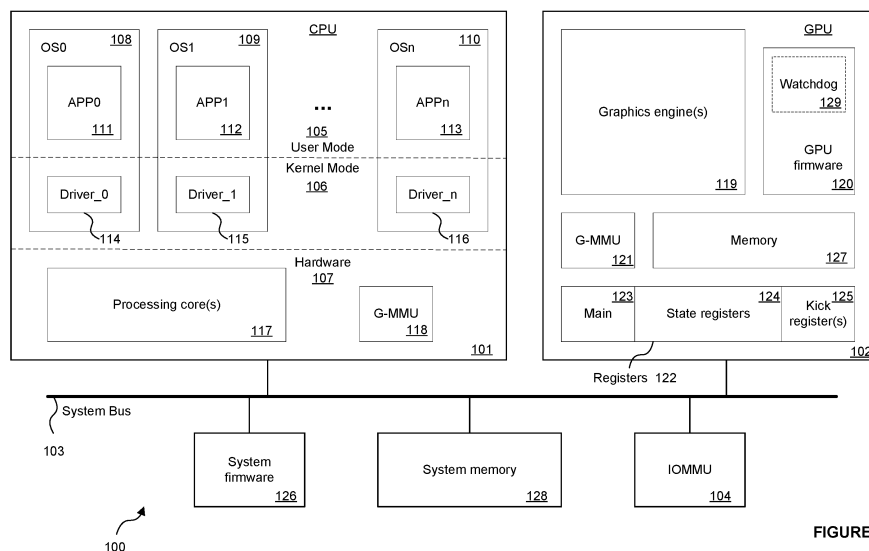 CPU
OS0 108
APP0
111
OS1 109
APP1
112
...
OSn 110
APPn
113
105
User Mode
Kernel Mode
106
Driver_0
114
Driver_1
115
Driver_n
116
Hardware
107
Processing core(s)
117
G-MMU
118
101
GPU
Graphics engine(s)
119
Watchdog
129
GPU
firmware
120
G-MMU
121
Memory
127
123
Main
124
State registers
125
Kick
register(s)
102
Registers 122
System Bus
103
System
firmware
126
System memory
128
IOMMU
104
100
FIGURE